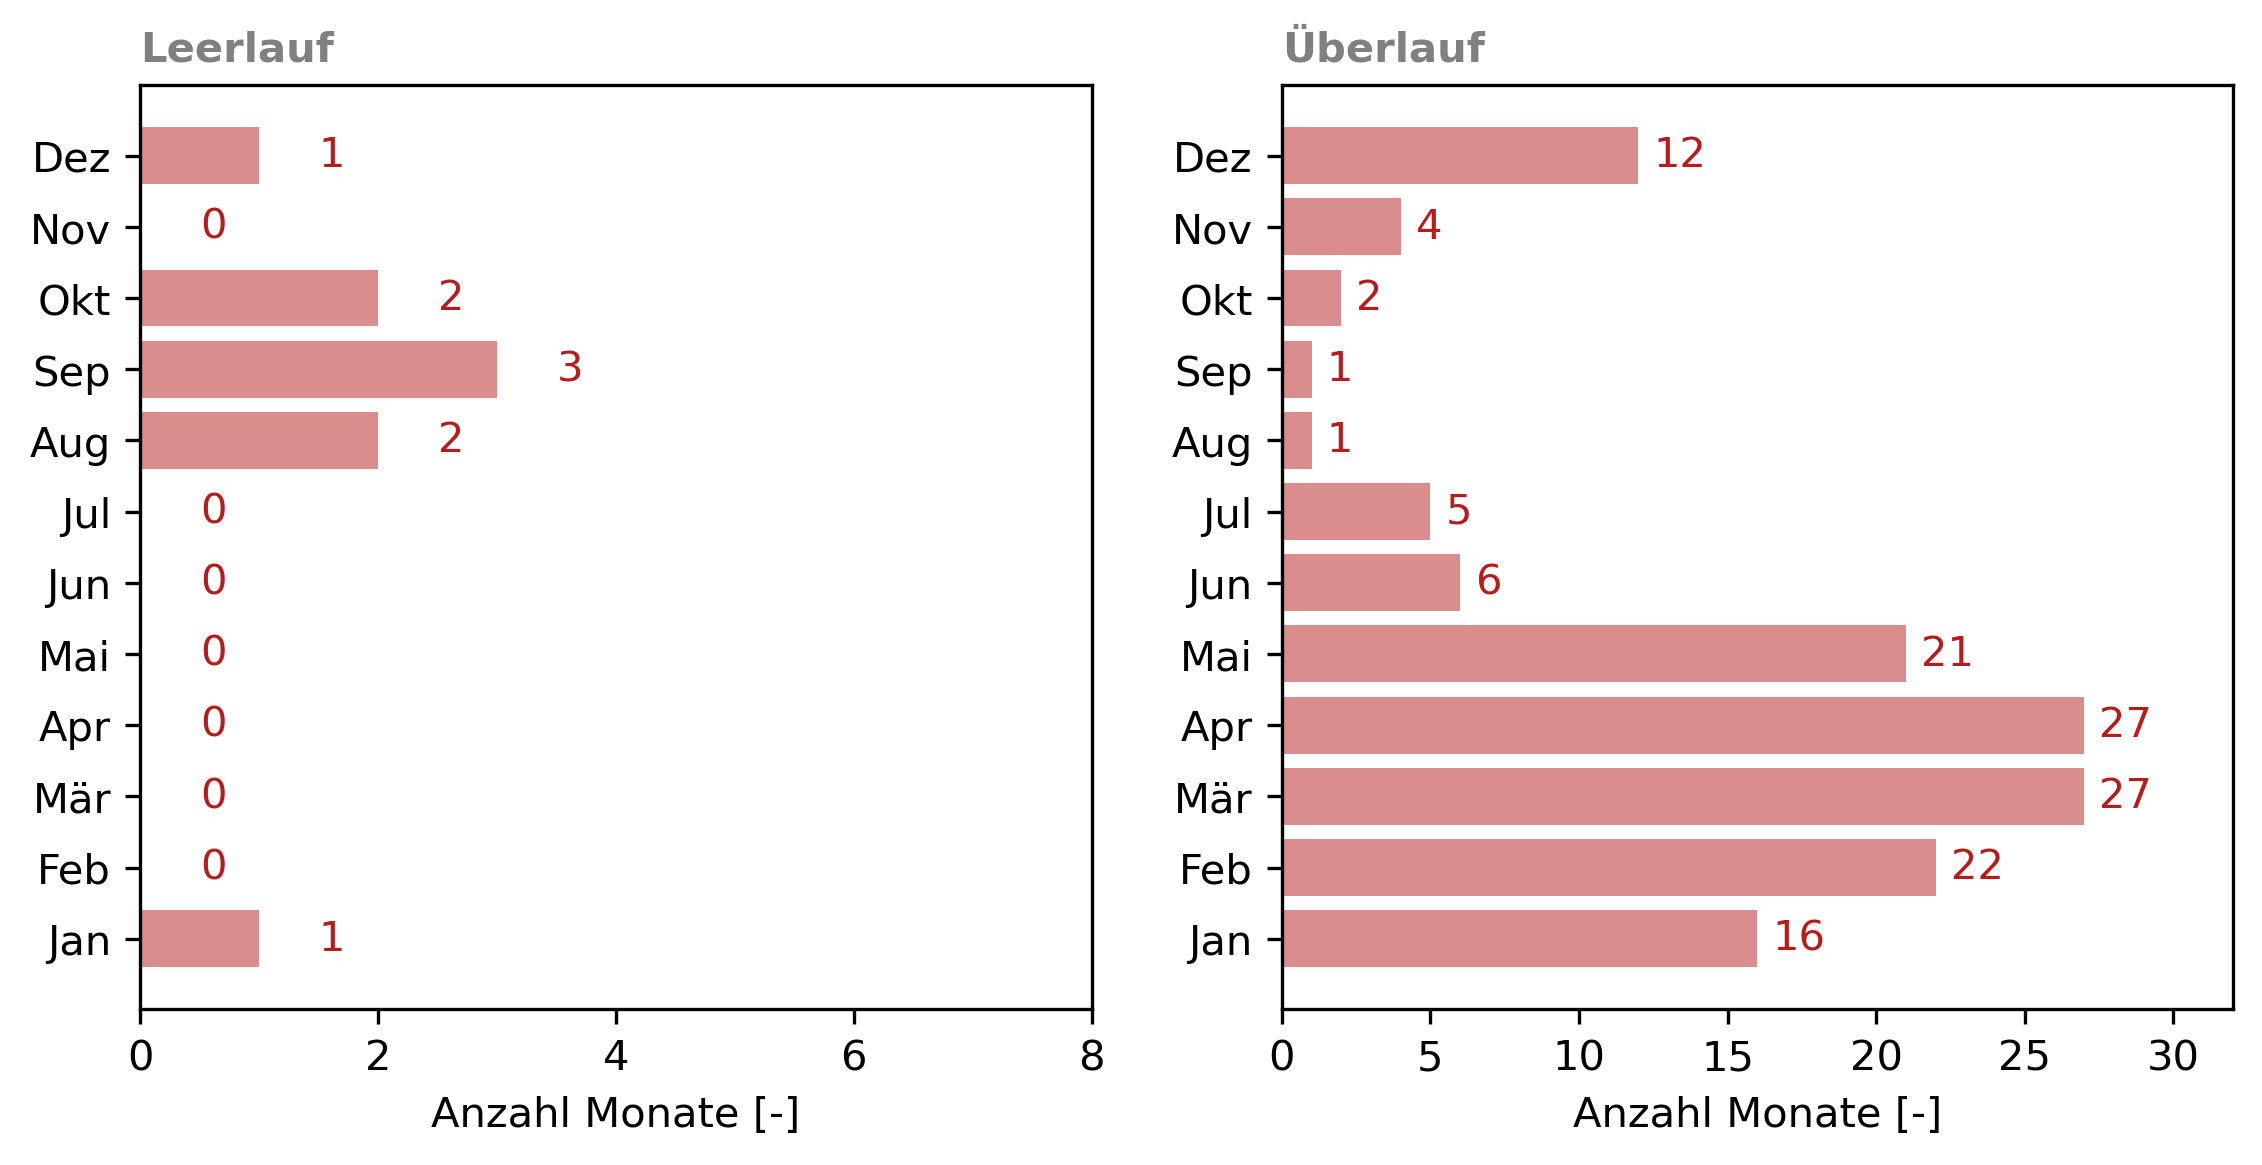 Leerlauf
Dez 1
Nov 0
Okt 2
Sep 3
Aug 2
Jul 0
Jun 0
Mai 0
Apr 0
Mär 0
Feb 0
Jan 1
0 2 4 6 8
Anzahl Monate [-]
Überlauf
Dez 12
Nov 4
Okt 2
Sep 1
Aug 1
Jul 5
Jun 6
Mai 21
Apr 27
Mär 27
Feb 22
Jan 16
0 5 10 15 20 25 30
Anzahl Monate [-]